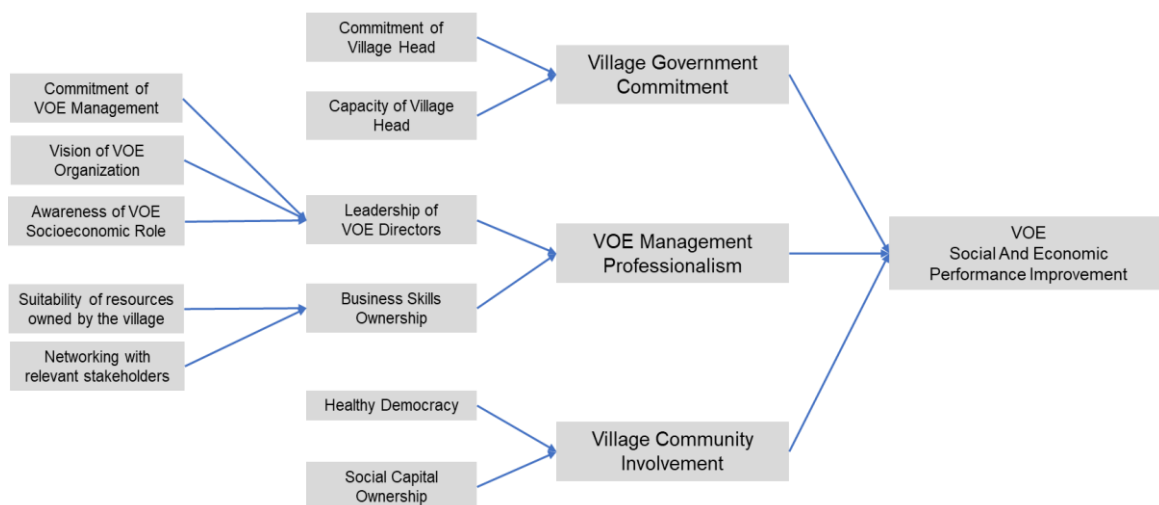 Commitment of
VOE Management
Vision of VOE
Organization
Awareness of VOE
Socioeconomic Role
Suitability of resources
owned by the village
Networking with
relevant stakeholders
Commitment of
Village Head
Capacity of Village
Head
Leadership of
VOE Directors
Business Skills
Ownership
Healthy Democracy
Social Capital
Ownership
Village Government
Commitment
VOE Management
Professionalism
Village Community
Involvement
VOE
Social And Economic
Performance Improvement